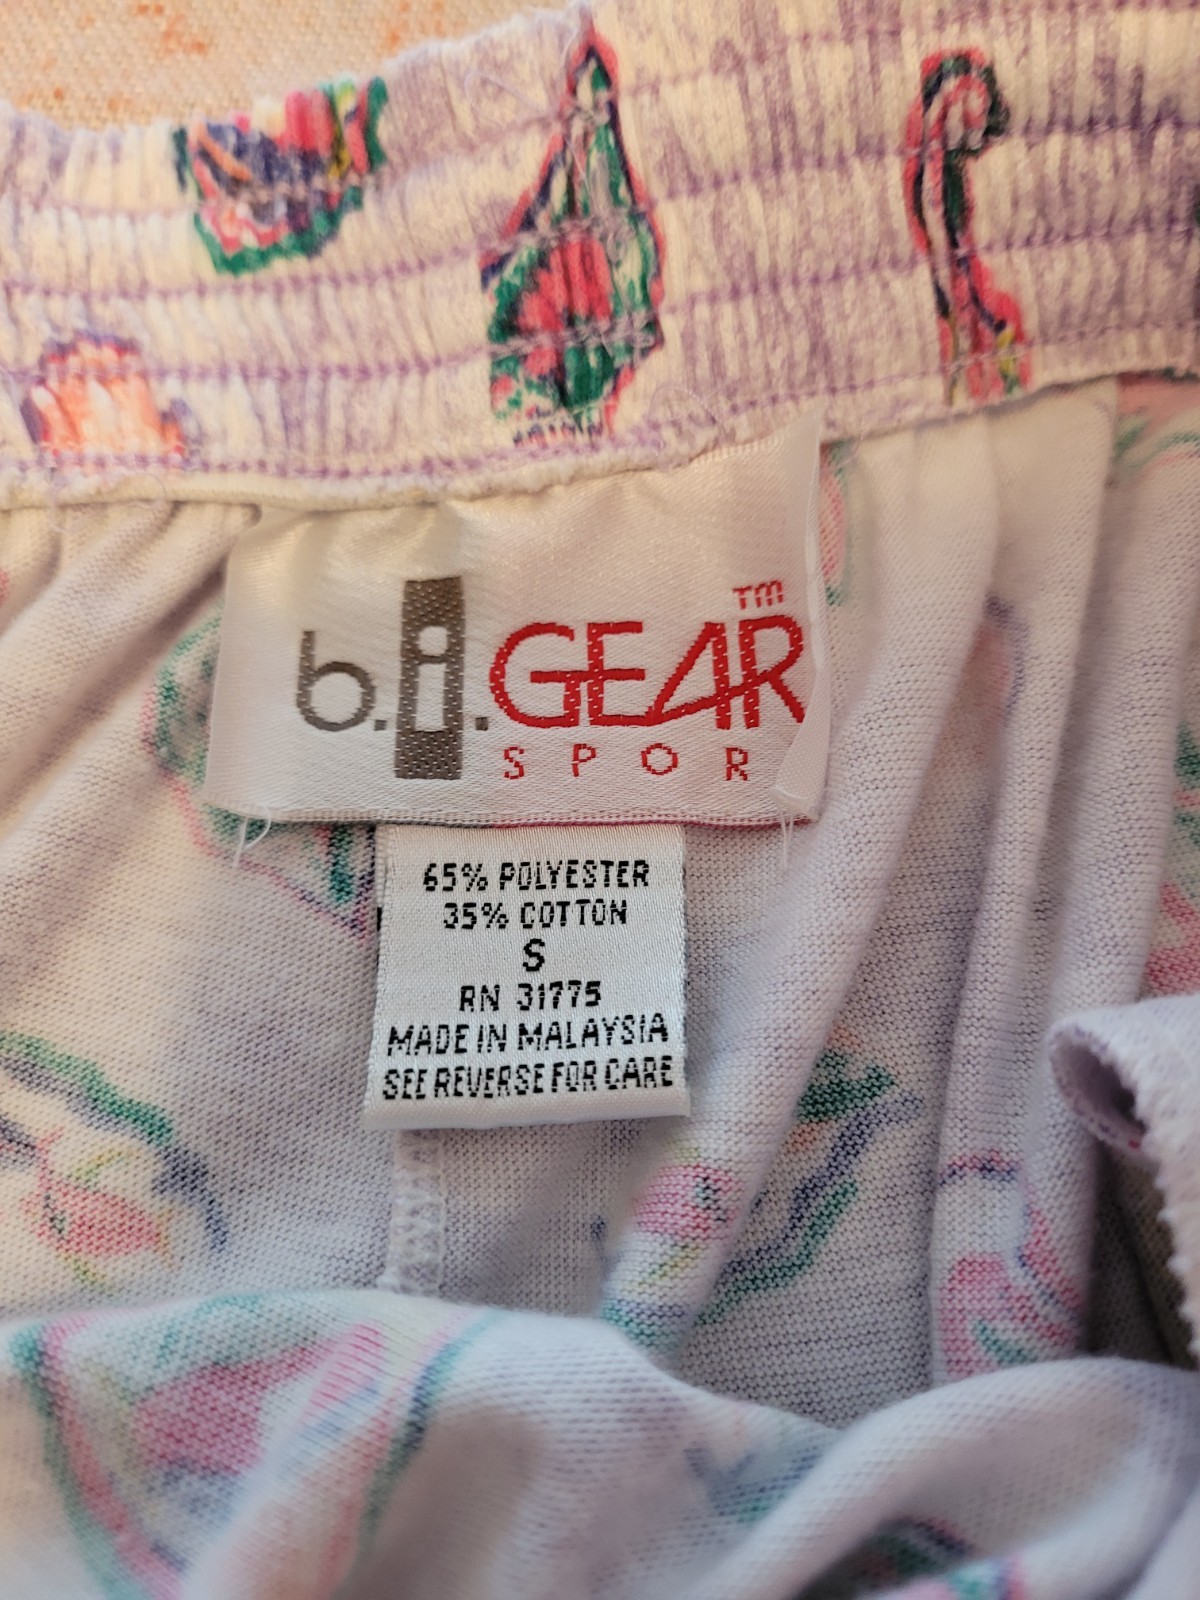 b.i.GEAR™
SPOR
65% POLYESTER
35% COTTON
S
RN 31775
MADE IN MALAYSIA
SEE REVERSE FOR CARE